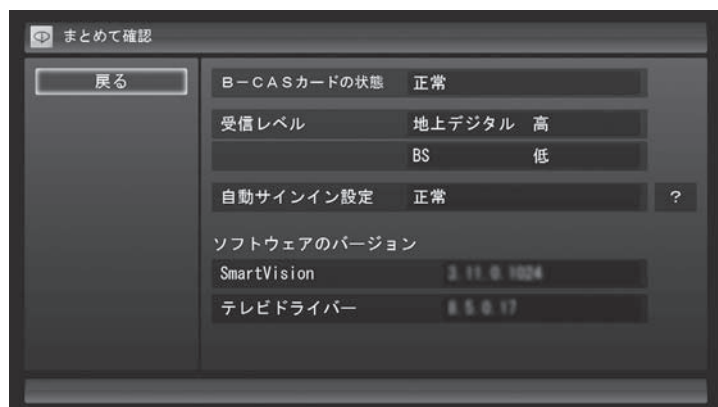 まとめて確認
戻る
B－CASカードの状態 正常
受信レベル 地上デジタル 高
BS 低
自動サインイン設定 正常 ?
ソフトウェアのバージョン
SmartVision
テレビドライバー